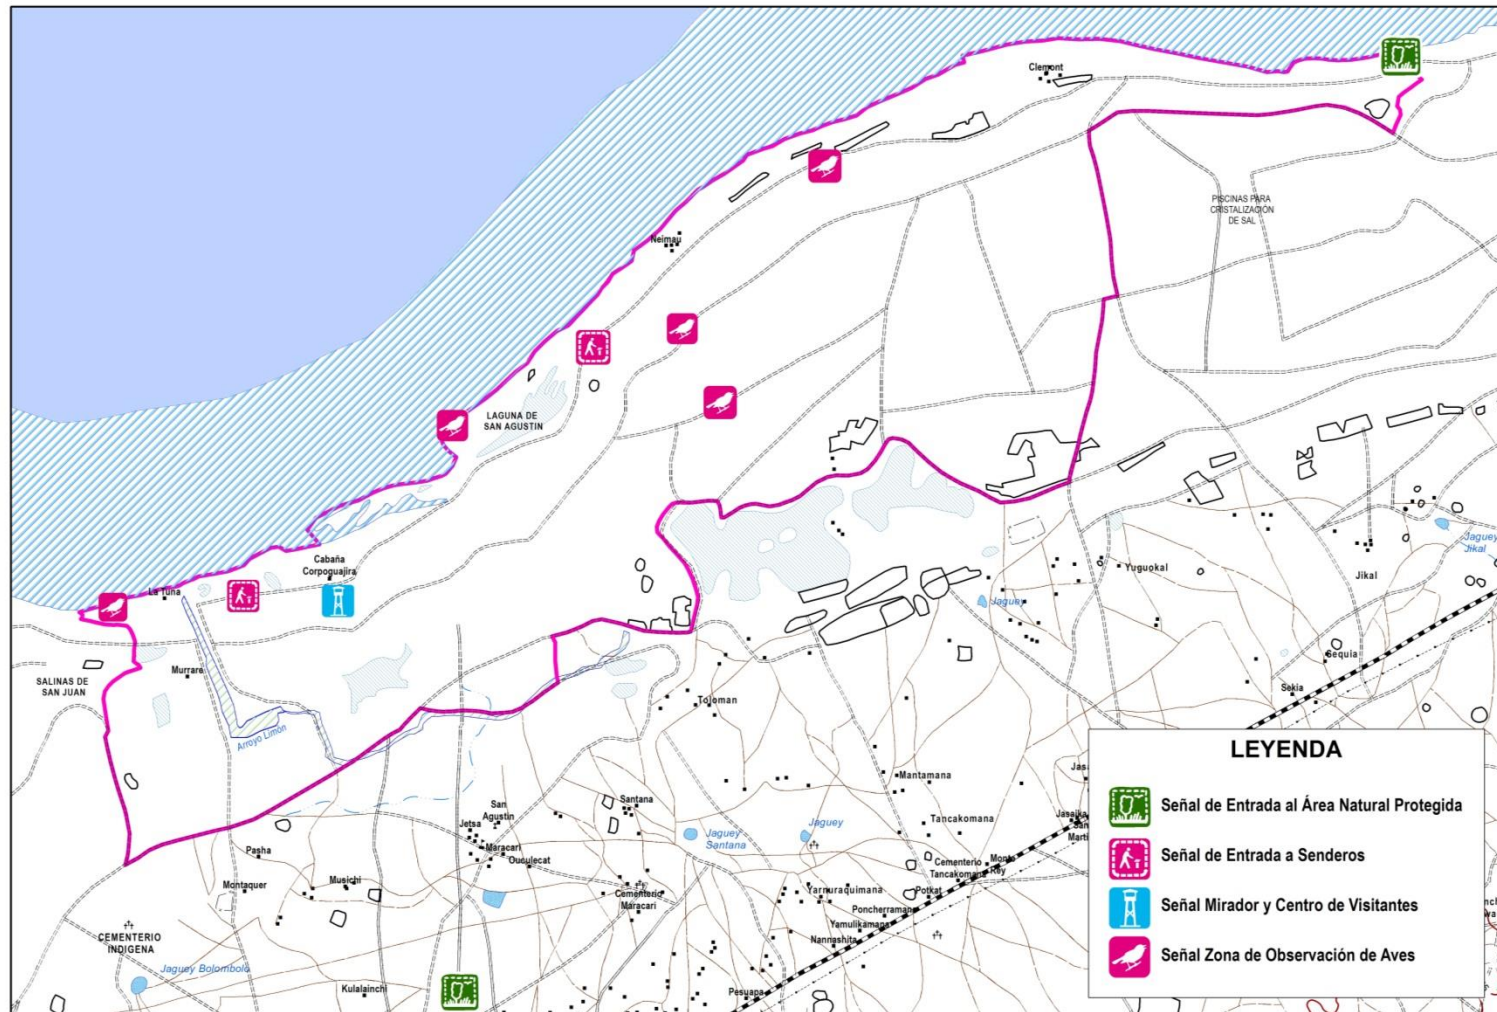 Clemont
PISCINAS PARA
CRISTALIZACIÓN
DE SAL
Neimau
LAGUNA DE
SAN AGUSTIN
Cabaña
Corpoguajira
La Tuna
Murrare
SALINAS DE
SAN JUAN
Arroyo Limón
Yuguokal
Jaguey
Jikal
Jikal
Jaguey
Sequia
Sekia
Tojoman
Mantamana
Santana
San
Agustin
Jetsa
Maracari
Ouculecat
Jaguey
Santana
Jaguey
Tancakomana
Cementerio
Tancakomana
Monte
Rey
Pasha
Montaquer
Musichi
Cementerio
Maracari
Yarnuraquimana
Potkat
Poncherramana
Yamulikamana
Nannashita
CEMENTERIO
INDIGENA
Jaguey Bolombolo
Kulalainchi
Pesuapa
LEYENDA
Señal de Entrada al Área Natural Protegida
Señal de Entrada a Senderos
Señal Mirador y Centro de Visitantes
Señal Zona de Observación de Aves